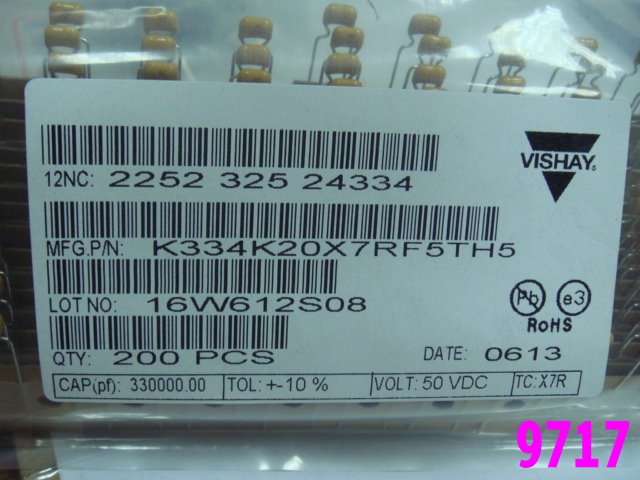 VISHAY.
12NC: 2252 325 24334
MFG.P/N: K334K20X7RF5TH5
LOT NO: 16W612S08
Pb e3
RoHS
QTY: 200 PCS DATE: 0613
CAP(pf): 330000.00 TOL: +-10 % VOLT: 50 VDC TC: X7R
9717